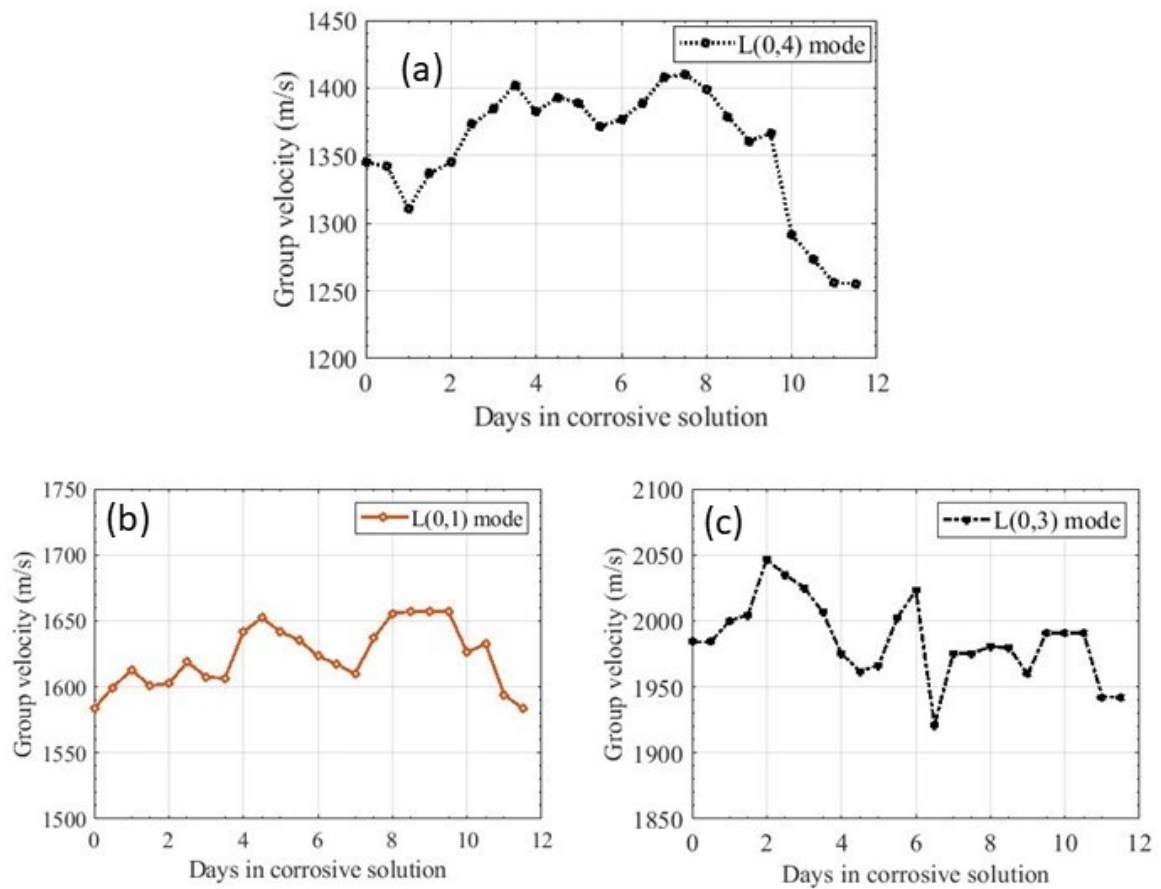 (a)
L(0,4) mode
Group velocity (m/s)
1450
1400
1350
1300
1250
1200
0 2 4 6 8 10 12
Days in corrosive solution
(b)
L(0,1) mode
Group velocity (m/s)
1750
1700
1650
1600
1550
1500
0 2 4 6 8 10 12
Days in corrosive solution
(c)
L(0,3) mode
Group velocity (m/s)
2100
2050
2000
1950
1900
1850
0 2 4 6 8 10 12
Days in corrosive solution